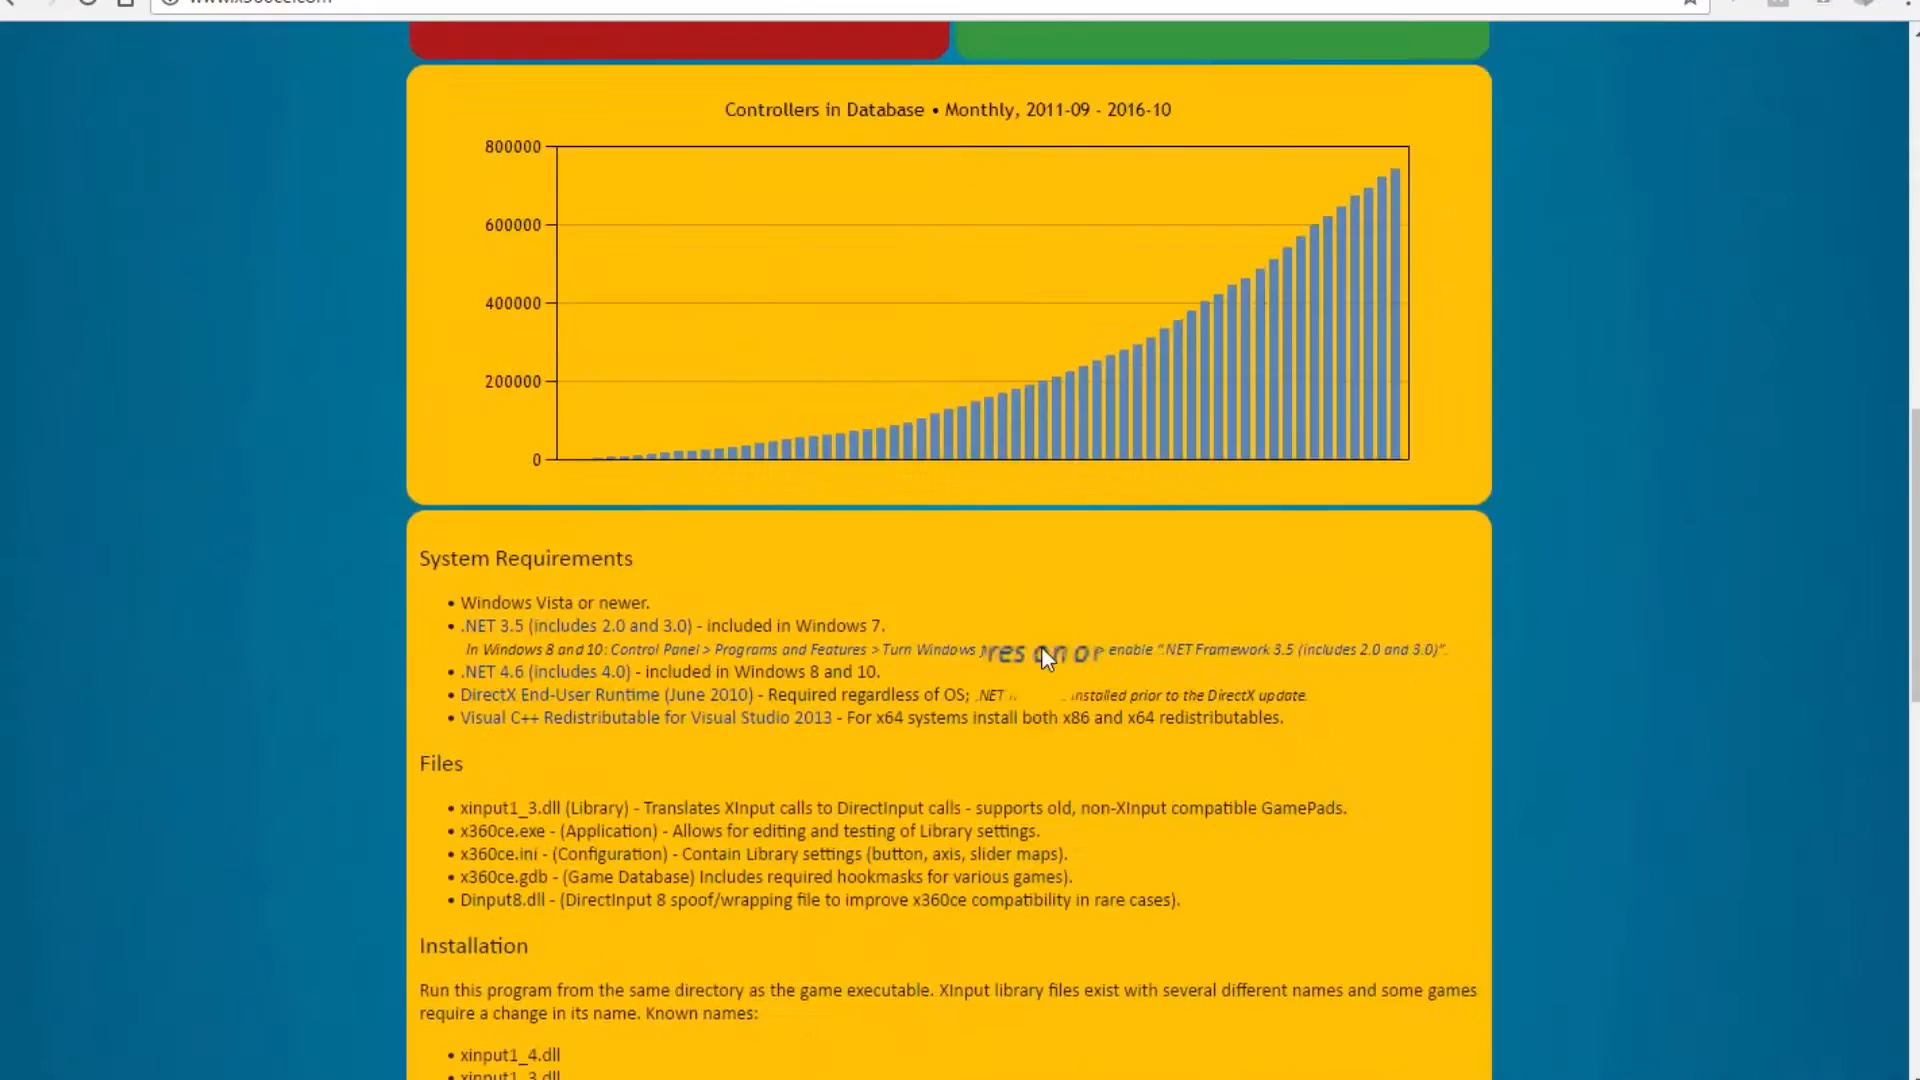 Controllers in Database • Monthly, 2011-09 - 2016-10
800000
600000
400000
200000
0
System Requirements
• Windows Vista or newer.
• .NET 3.5 (includes 2.0 and 3.0) - included in Windows 7.
In Windows 8 and 10: Control Panel > Programs and Features > Turn Windows res on or enable ".NET Framework 3.5 (includes 2.0 and 3.0)".
• .NET 4.6 (includes 4.0) - included in Windows 8 and 10.
• DirectX End-User Runtime (June 2010) - Required regardless of OS; .NET installed prior to the DirectX update.
• Visual C++ Redistributable for Visual Studio 2013 - For x64 systems install both x86 and x64 redistributables.
Files
• xinput1_3.dll (Library) - Translates XInput calls to DirectInput calls - supports old, non-XInput compatible GamePads.
• x360ce.exe - (Application) - Allows for editing and testing of Library settings.
• x360ce.ini - (Configuration) - Contain Library settings (button, axis, slider maps).
• x360ce.gdb - (Game Database) Includes required hookmasks for various games).
• Dinput8.dll - (DirectInput 8 spoof/wrapping file to improve x360ce compatibility in rare cases).
Installation
Run this program from the same directory as the game executable. XInput library files exist with several different names and some games
require a change in its name. Known names:
• xinput1_4.dll
• xinput1_3.dll